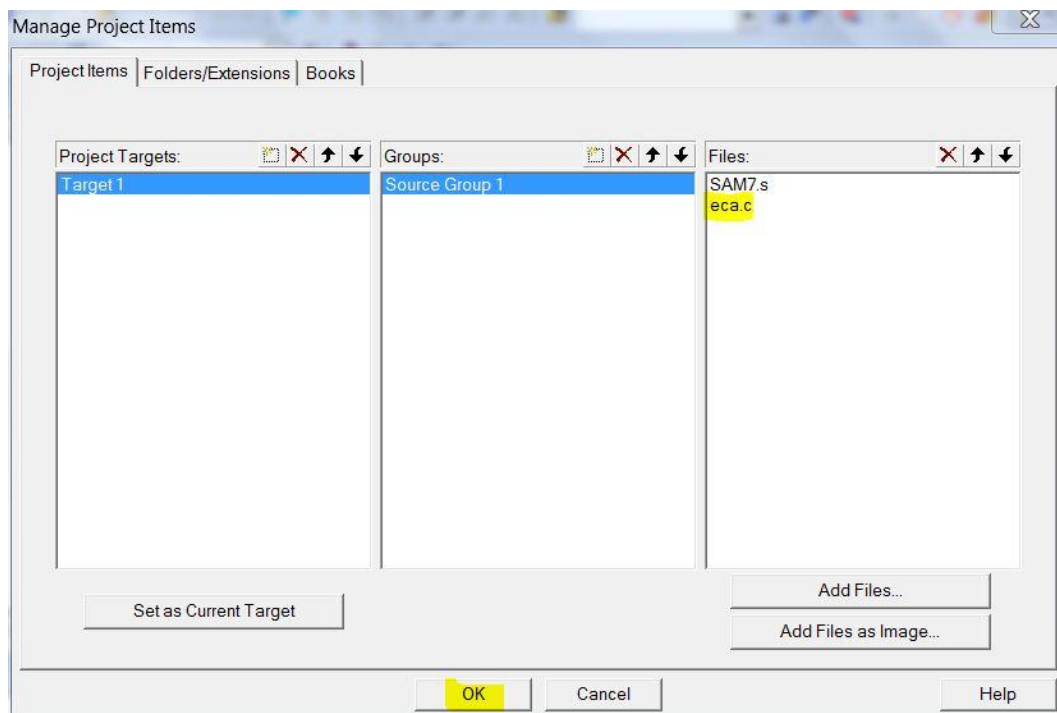 Manage Project Items
Project Items Folders/Extensions Books
Project Targets:
Target 1
Groups:
Source Group 1
Files:
SAM7.s
eca.c
Set as Current Target
Add Files...
Add Files as Image...
OK Cancel Help